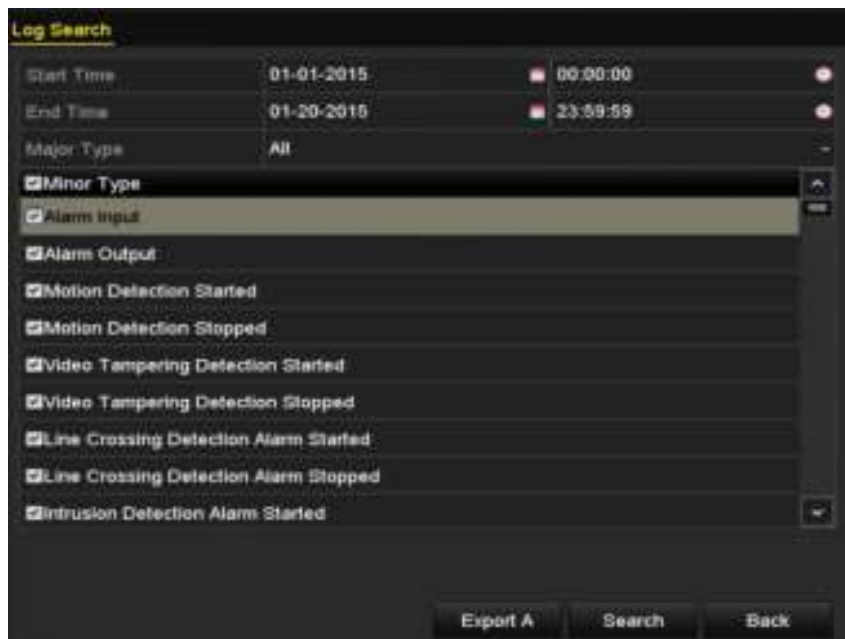 Log Search
Start Time 01-01-2015 00:00:00
End Time 01-20-2015 23:59:59
Major Type All
Minor Type
Alarm Input
Alarm Output
Motion Detection Started
Motion Detection Stopped
Video Tampering Detection Started
Video Tampering Detection Stopped
Line Crossing Detection Alarm Started
Line Crossing Detection Alarm Stopped
Intrusion Detection Alarm Started
Export A Search Back